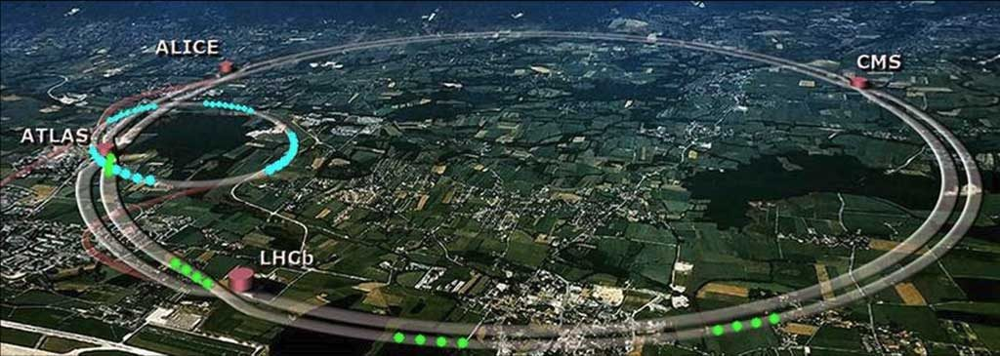 ALICE
CMS
ATLAS
LHCb